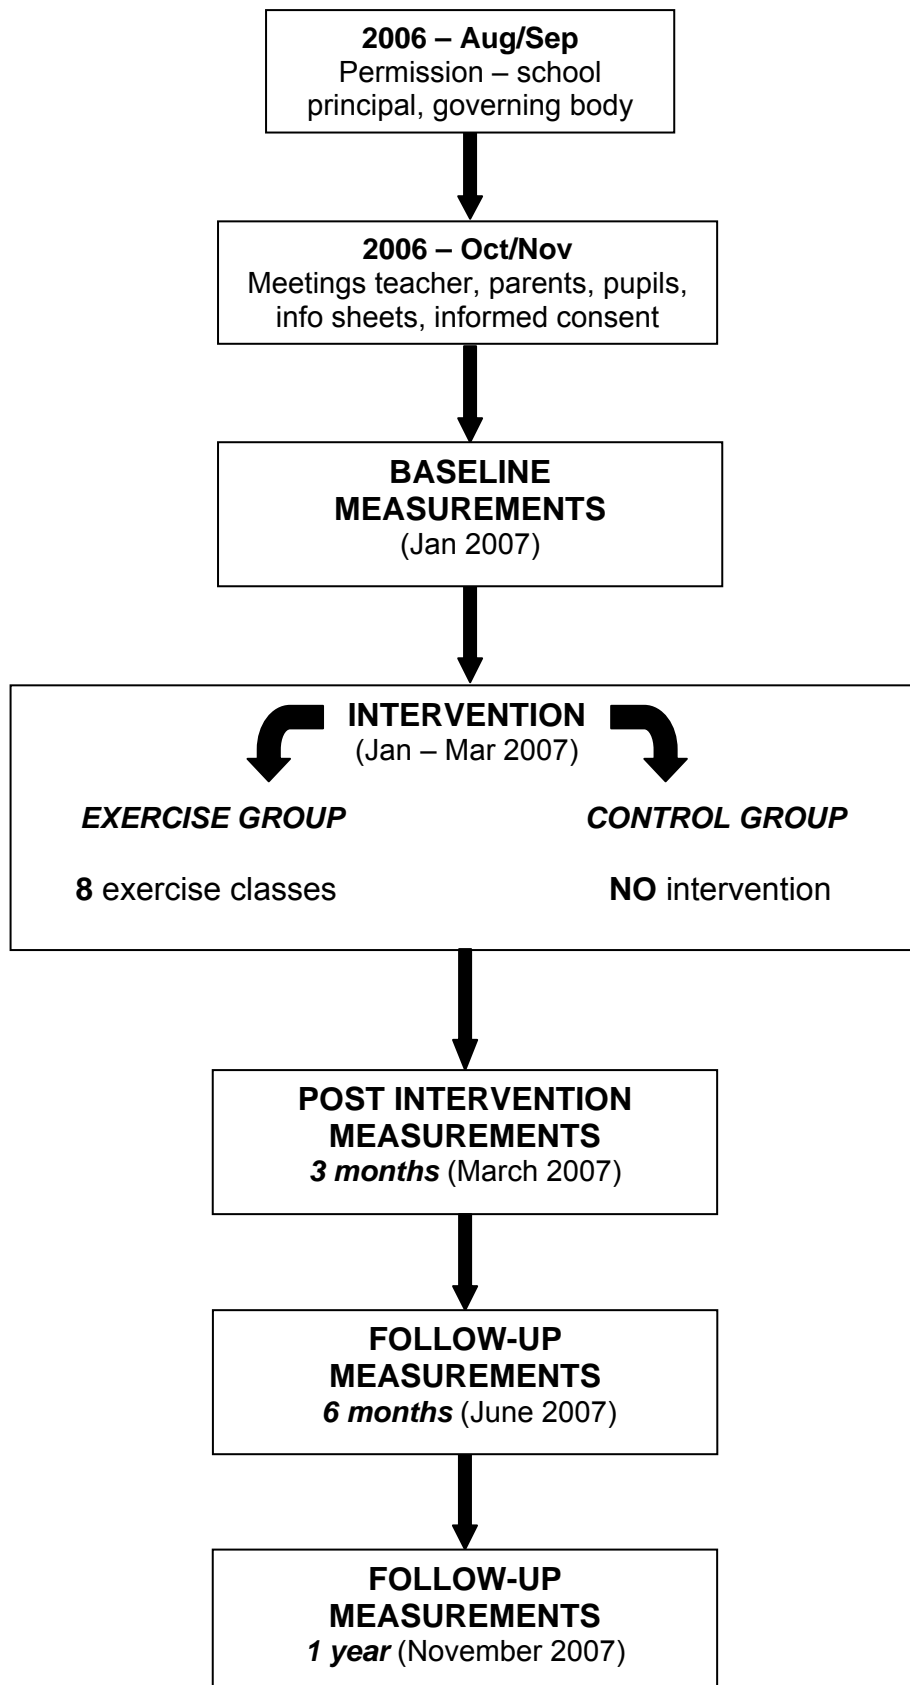 2006 – Aug/Sep
Permission – school
principal, governing body
2006 – Oct/Nov
Meetings teacher, parents, pupils,
info sheets, informed consent
BASELINE
MEASUREMENTS
(Jan 2007)
INTERVENTION
(Jan – Mar 2007)
EXERCISE GROUP
8 exercise classes
CONTROL GROUP
NO intervention
POST INTERVENTION
MEASUREMENTS
3 months (March 2007)
FOLLOW-UP
MEASUREMENTS
6 months (June 2007)
FOLLOW-UP
MEASUREMENTS
1 year (November 2007)